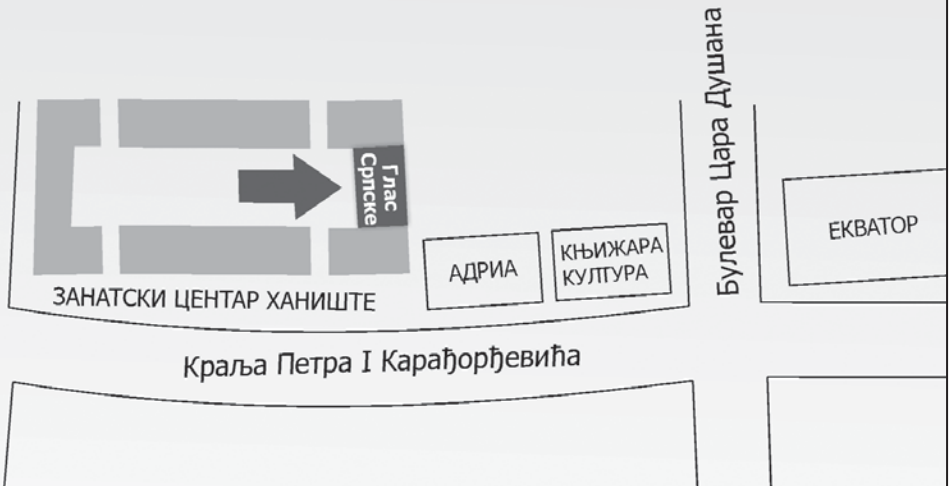 Глас
Српске
ЗАНАТСКИ ЦЕНТАР ХАНИШТЕ
АДРИА
КЊИЖАРА
КУЛТУРА
Булевар Цара Душана
ЕКВАТОР
Краља Петра I Карађорђевића